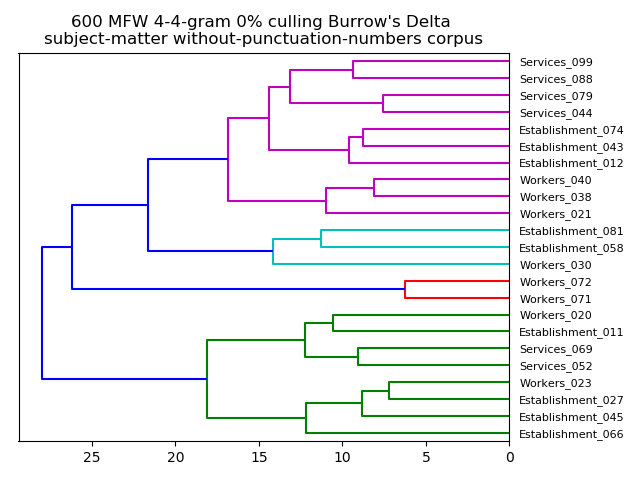 600 MFW 4-4-gram 0% culling Burrow's Delta
subject-matter without-punctuation-numbers corpus
Services_099
Services_088
Services_079
Services_044
Establishment_074
Establishment_043
Establishment_012
Workers_040
Workers_038
Workers_021
Establishment_081
Establishment_058
Workers_030
Workers_072
Workers_071
Workers_020
Establishment_011
Services_069
Services_052
Workers_023
Establishment_027
Establishment_045
Establishment_066
25 20 15 10 5 0